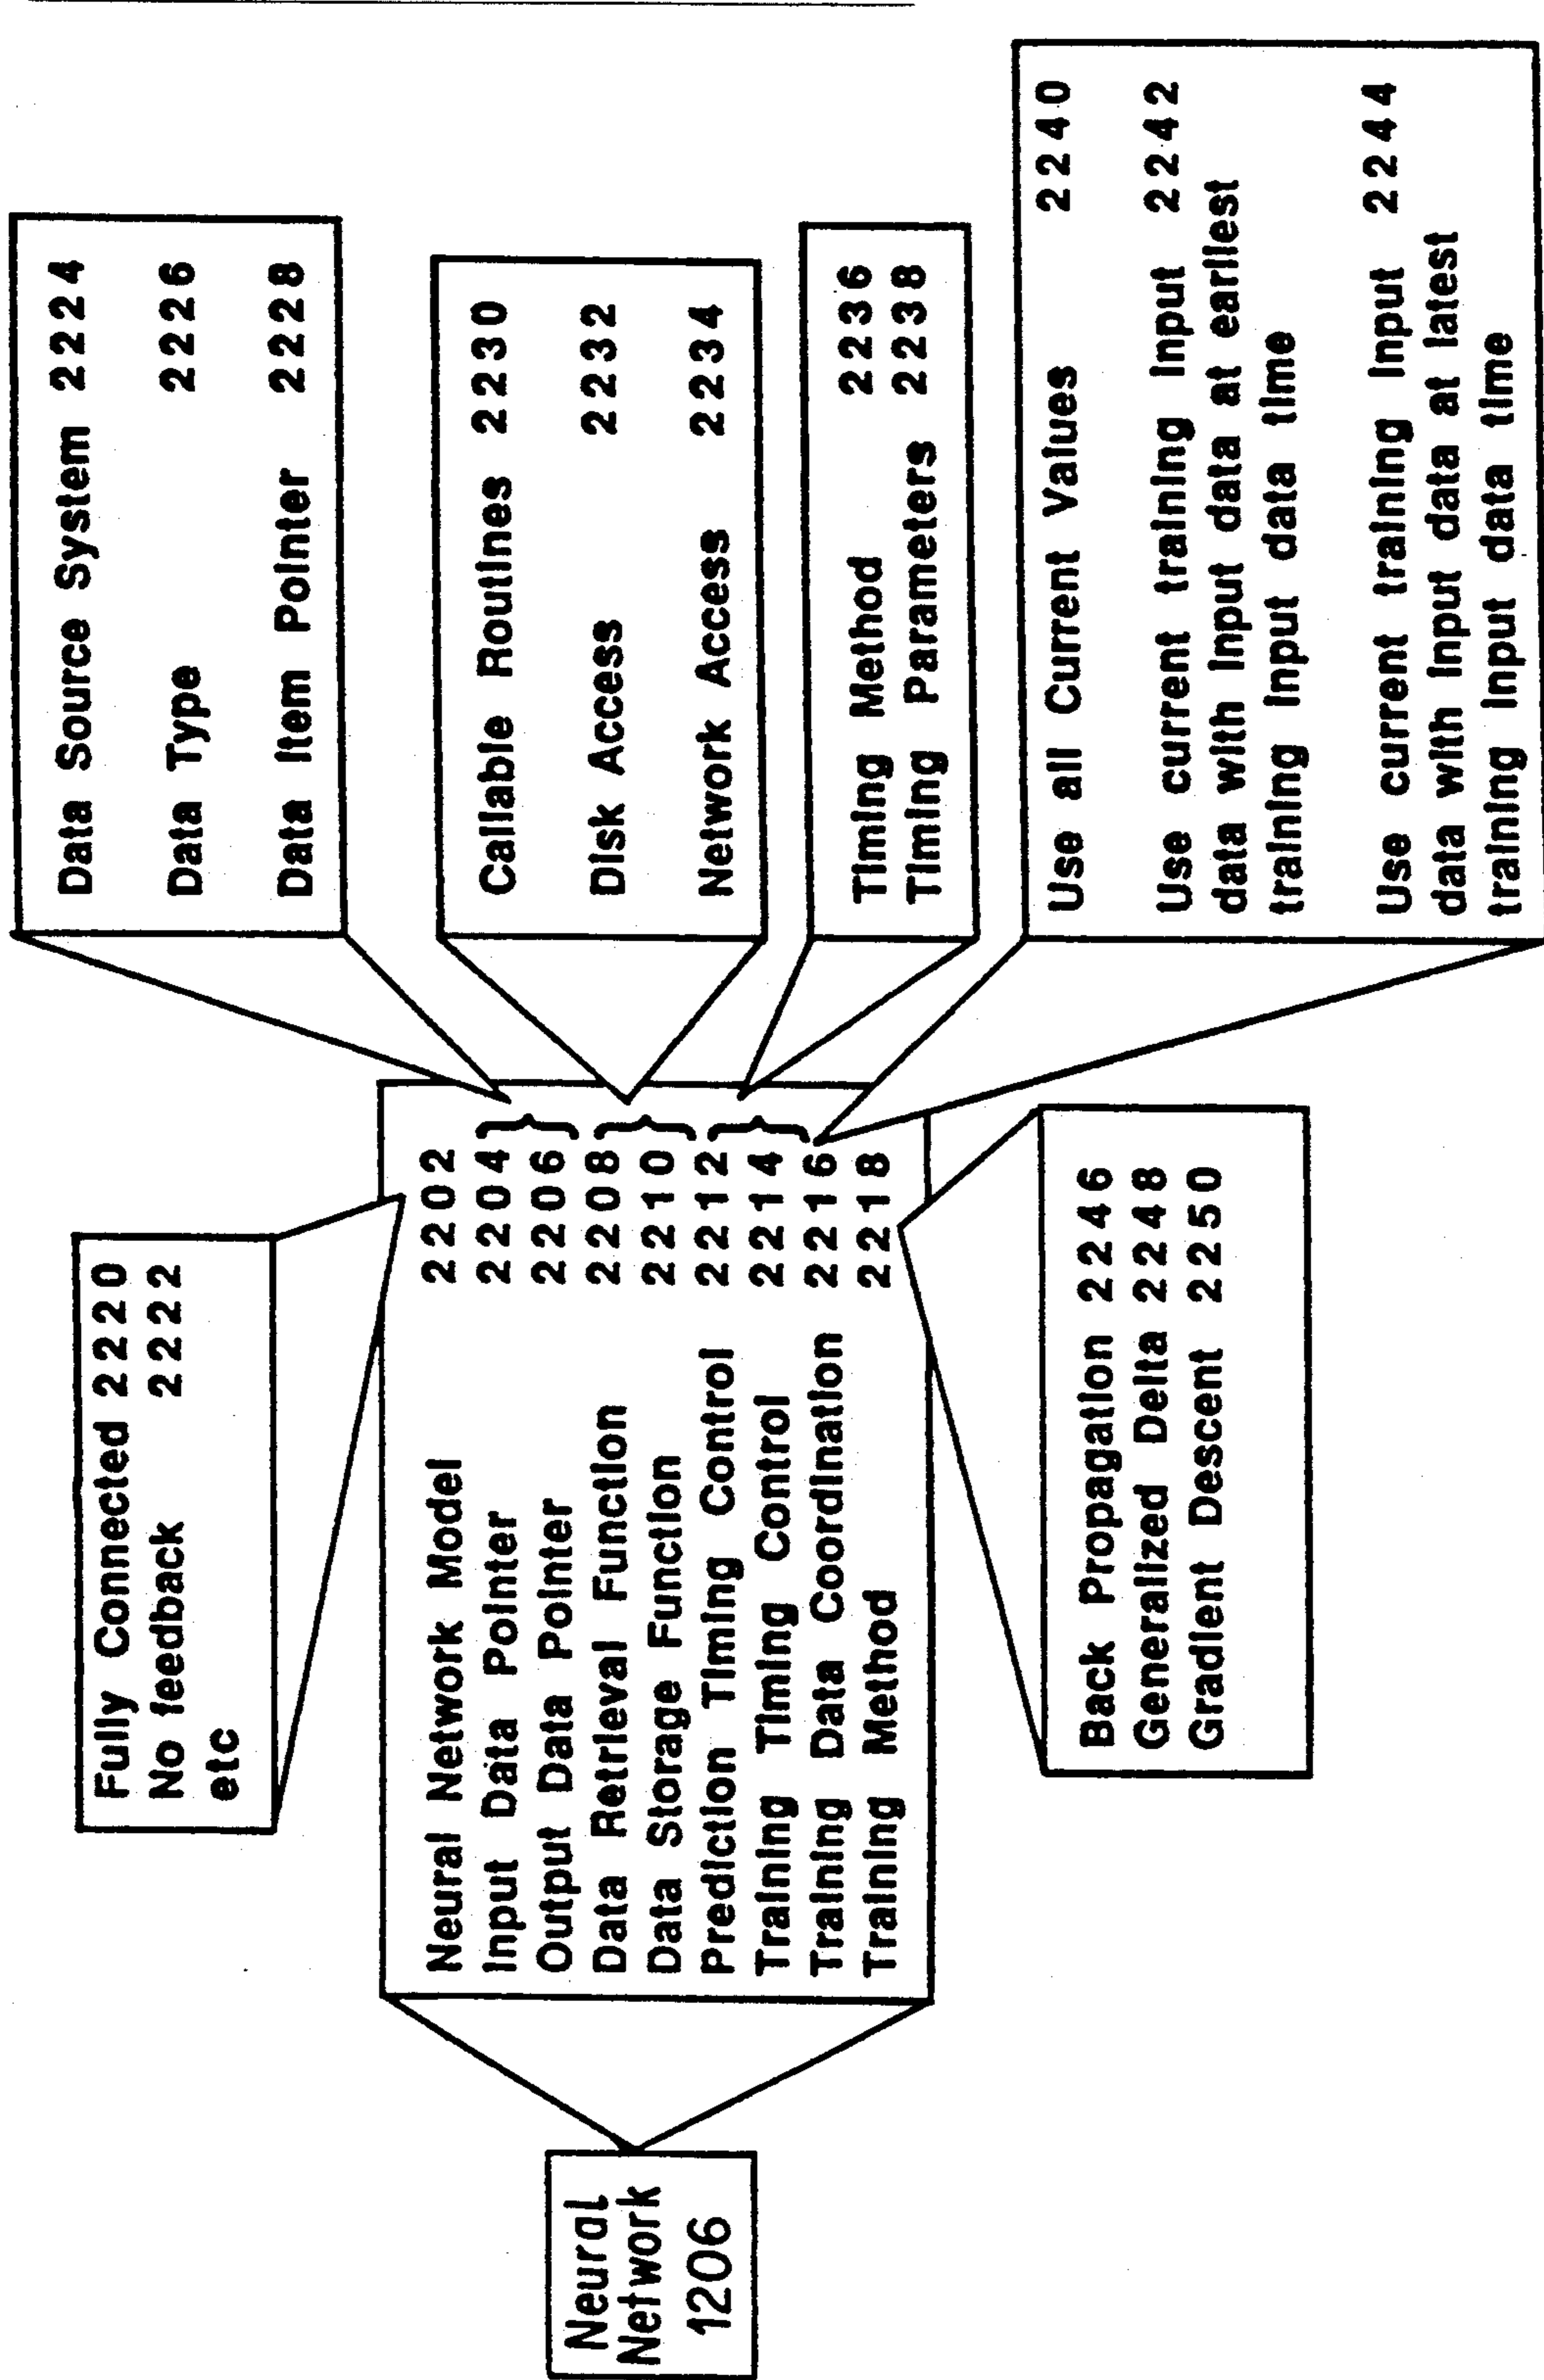 Neural
Network
1206
Fully Connected 2220
No feedback 2222
etc
Neural Network Model 2202
Input Data Pointer 2204
Output Data Pointer 2206
Data Retrieval Function 2208
Data Storage Function 2210
Prediction Timing Control 2212
Training Timing Control 2214
Training Data Coordination 2216
Training Method 2218
Back Propagation 2246
Generalized Delta 2248
Gradient Descent 2250
Data Source System 2224
Data Type 2226
Data Item Pointer 2228
Callable Routines 2230
Disk Access 2232
Network Access 2234
Timing Method 2236
Timing Parameters 2238
Use all Current Values 2240
Use current training Input 2242
data with Input data at earliest
training Input data time
Use current training Input 2244
data with Input data at latest
training Input data time